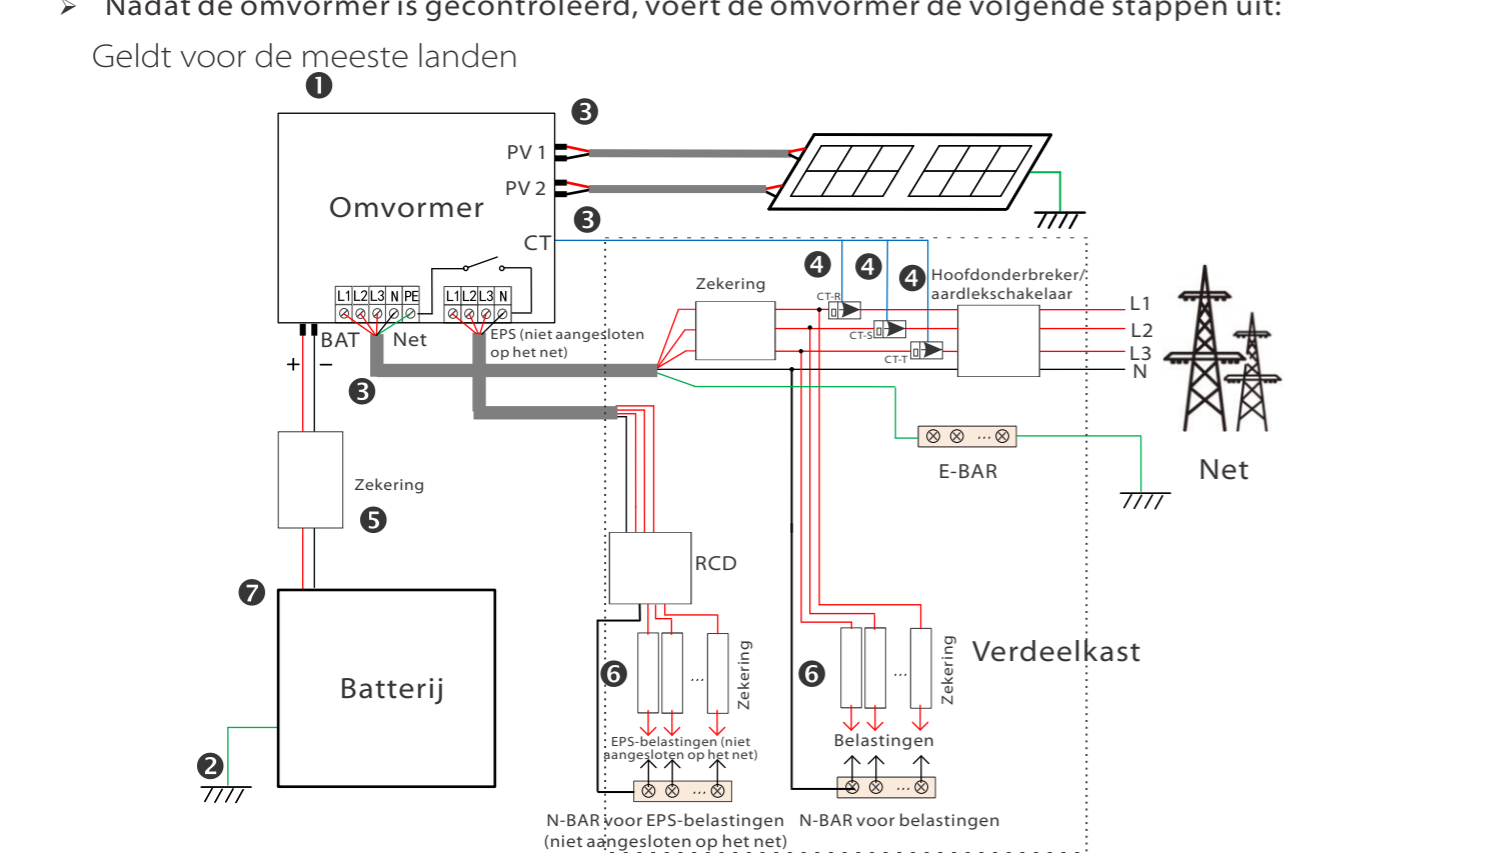 ➢ Nadat de omvormer is gecontroleerd, voert de omvormer de volgende stappen uit:
Geldt voor de meeste landen
❶
❸
PV 1
PV 2
Omvormer
❸
CT
❹ ❹ ❹
Zekering
Hoofdonderbreker/
aardlekschakelaar
CT-R
CT-S
CT-T
L1
L2
L3
N
L1 L2 L3 N PE
L1 L2 L3 N
BAT
Net
EPS (niet aangesloten
op het net)
+ −
❸
E-BAR
Net
Zekering
❺
RCD
❼
Batterij
❷
❻
...
Zekering
❻
...
Zekering
Verdeelkast
EPS-belastingen (niet
aangesloten op het net)
Belastingen
...
...
...
N-BAR voor EPS-belastingen
(niet aangesloten op het net)
N-BAR voor belastingen